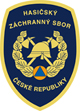 HASIČSKÝ
ZÁCHRANNÝ SBOR
ČESKÉ REPUBLIKY